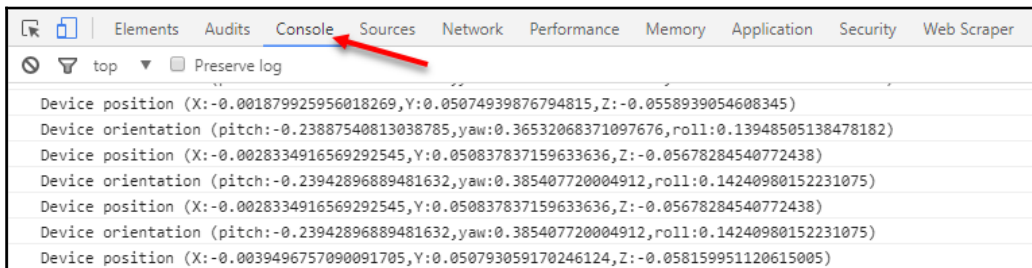 Elements Audits Console Sources Network Performance Memory Application Security Web Scraper
top Preserve log
Device position (X:-0.001879925956018269,Y:0.05074939876794815,Z:-0.0558939054608345)
Device orientation (pitch:-0.23887540813038785,yaw:0.36532068371097676,roll:0.13948505138478182)
Device position (X:-0.0028334916569292545,Y:0.050837837159633636,Z:-0.05678284540772438)
Device orientation (pitch:-0.23942896889481632,yaw:0.385407720004912,roll:0.14240980152231075)
Device position (X:-0.0028334916569292545,Y:0.050837837159633636,Z:-0.05678284540772438)
Device orientation (pitch:-0.23942896889481632,yaw:0.385407720004912,roll:0.14240980152231075)
Device position (X:-0.0039496757090091705,Y:0.050793059170246124,Z:-0.058159951120615005)